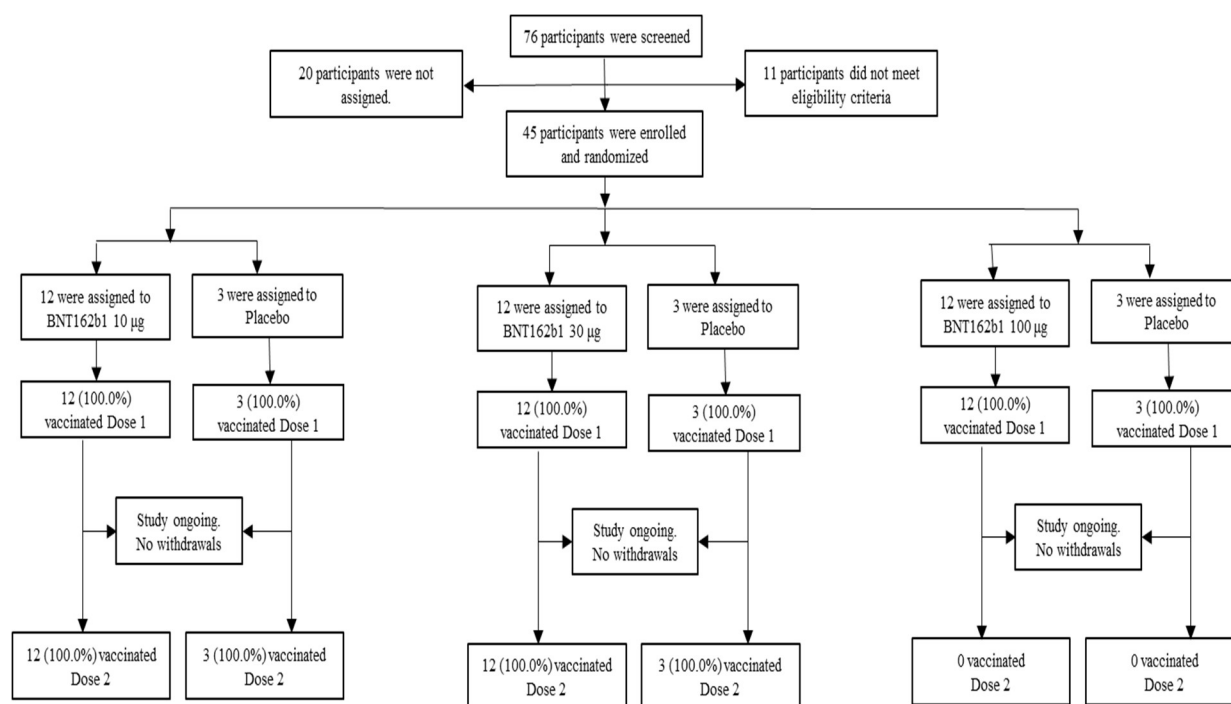 76 participants were screened
20 participants were not
assigned.
11 participants did not meet
eligibility criteria
45 participants were enrolled
and randomized
12 were assigned to
BNT162b1 10 μg
3 were assigned to
Placebo
12 were assigned to
BNT162b1 30 μg
3 were assigned to
Placebo
12 were assigned to
BNT162b1 100 μg
3 were assigned to
Placebo
12 (100.0%)
vaccinated Dose 1
3 (100.0%)
vaccinated Dose 1
12 (100.0%)
vaccinated Dose 1
3 (100.0%)
vaccinated Dose 1
12 (100.0%)
vaccinated Dose 1
3 (100.0%)
vaccinated Dose 1
Study ongoing.
No withdrawals
Study ongoing.
No withdrawals
Study ongoing.
No withdrawals
12 (100.0%) vaccinated
Dose 2
3 (100.0%) vaccinated
Dose 2
12 (100.0%) vaccinated
Dose 2
3 (100.0%) vaccinated
Dose 2
0 vaccinated
Dose 2
0 vaccinated
Dose 2